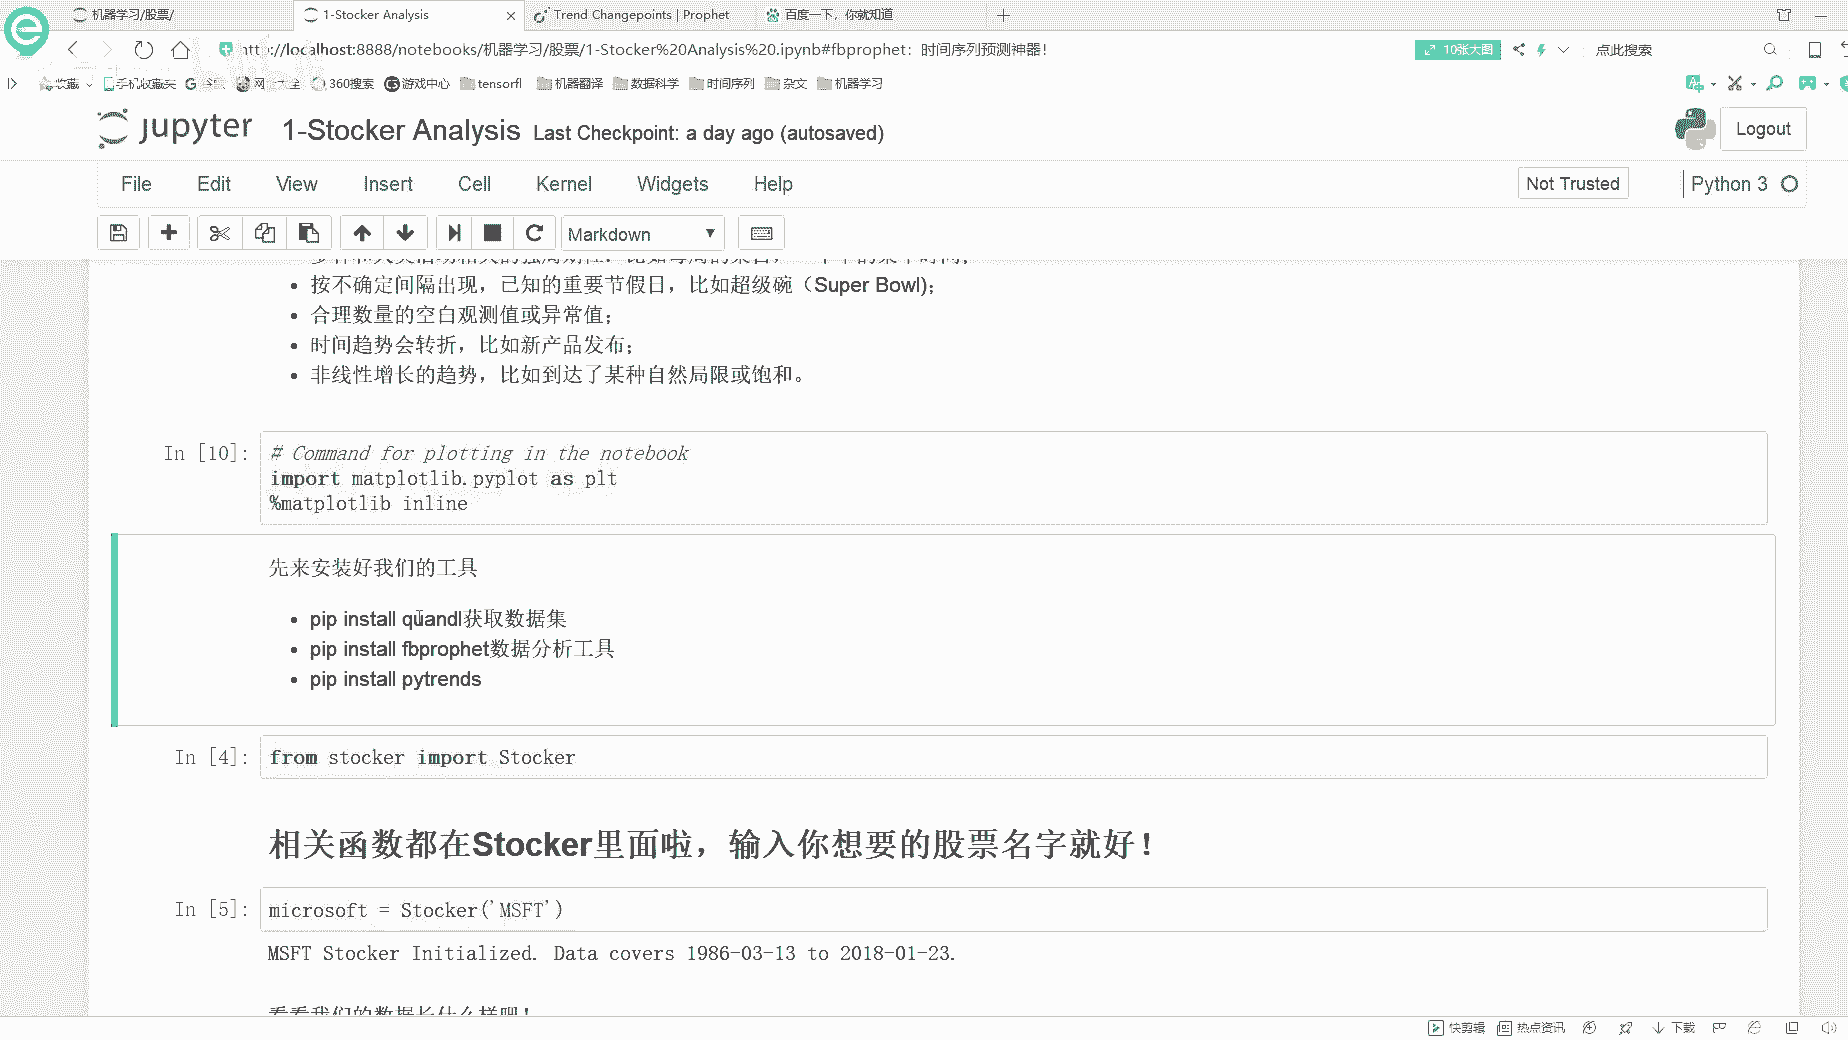 机器学习/股票/
1-Stocker Analysis
Trend Changepoints | Prophet
百度一下，你就知道
http://localhost:8888/notebooks/机器学习/股票/1-Stocker%20Analysis%20.ipynb#fbprophet：时间序列预测神器！
10张大图
点此搜索
收藏
手机收藏夹
大全
360搜索
游戏中心
tensorfl
机器翻译
数据科学
时间序列
杂文
机器学习
jupyter
1-Stocker Analysis Last Checkpoint: a day ago (autosaved)
Logout
File Edit View Insert Cell Kernel Widgets Help
Not Trusted
Python 3
Markdown
按不确定间隔出现，已知的重要节假日，比如超级碗（Super Bowl)；
合理数量的空白观测值或异常值；
时间趋势会转折，比如新产品发布；
非线性增长的趋势，比如到达了某种自然局限或饱和。
In [10]:
# Command for plotting in the notebook
import matplotlib.pyplot as plt
%matplotlib inline
先来安装好我们的工具
pip install quandl获取数据集
pip install fbprophet数据分析工具
pip install pytrends
In [4]:
from stocker import Stocker
相关函数都在Stocker里面啦，输入你想要的股票名字就好！
In [5]:
microsoft = Stocker('MSFT')
MSFT Stocker Initialized. Data covers 1986-03-13 to 2018-01-23.
看看我们的数据长什么样吧！
快剪辑
热点资讯
下载